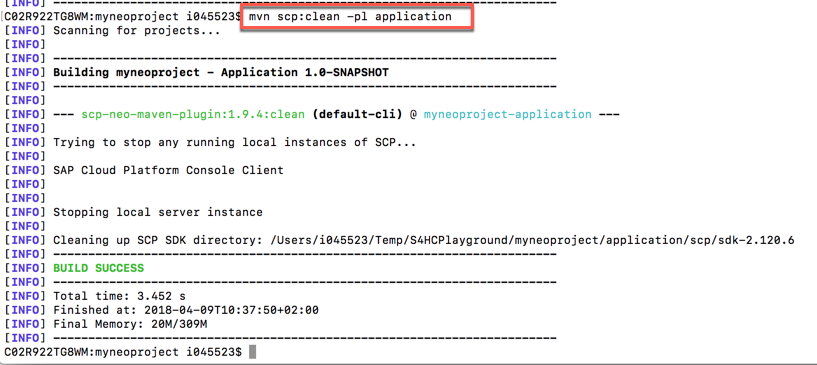 [INFO] ------------------------------------------------------------------------
C02R922TG8WM:myneoproject i045523$ mvn scp:clean -pl application
[INFO] Scanning for projects...
[INFO]
[INFO] ------------------------------------------------------------------------
[INFO] Building myneoproject - Application 1.0-SNAPSHOT
[INFO] ------------------------------------------------------------------------
[INFO]
[INFO] --- scp-neo-maven-plugin:1.9.4:clean (default-cli) @ myneoproject-application ---
[INFO]
[INFO] Trying to stop any running local instances of SCP...
[INFO]
[INFO] SAP Cloud Platform Console Client
[INFO]
[INFO]
[INFO] Stopping local server instance
[INFO]
[INFO] Cleaning up SCP SDK directory: /Users/i045523/Temp/S4HCPlayground/myneoproject/application/scp/sdk-2.120.6
[INFO] ------------------------------------------------------------------------
[INFO] BUILD SUCCESS
[INFO] ------------------------------------------------------------------------
[INFO] Total time: 3.452 s
[INFO] Finished at: 2018-04-09T10:37:50+02:00
[INFO] Final Memory: 20M/309M
[INFO] ------------------------------------------------------------------------
C02R922TG8WM:myneoproject i045523$